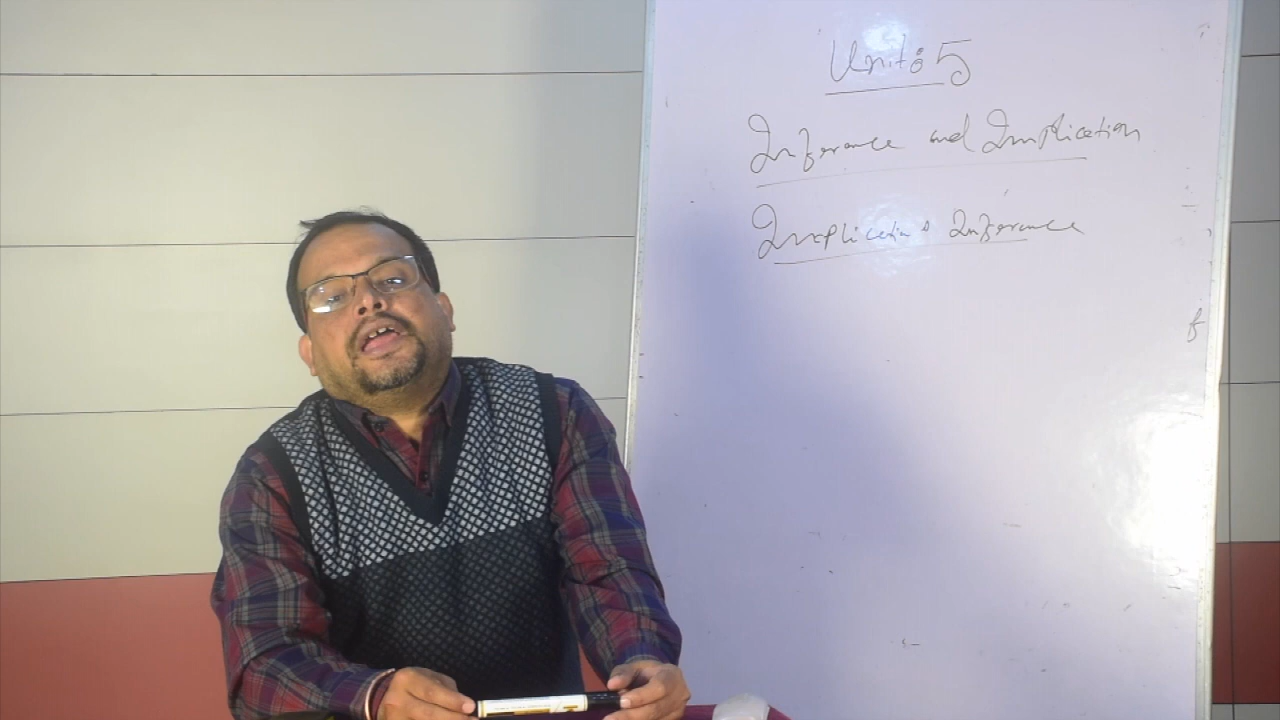 Unit: 5
Inference and Implication
Implication & Inference